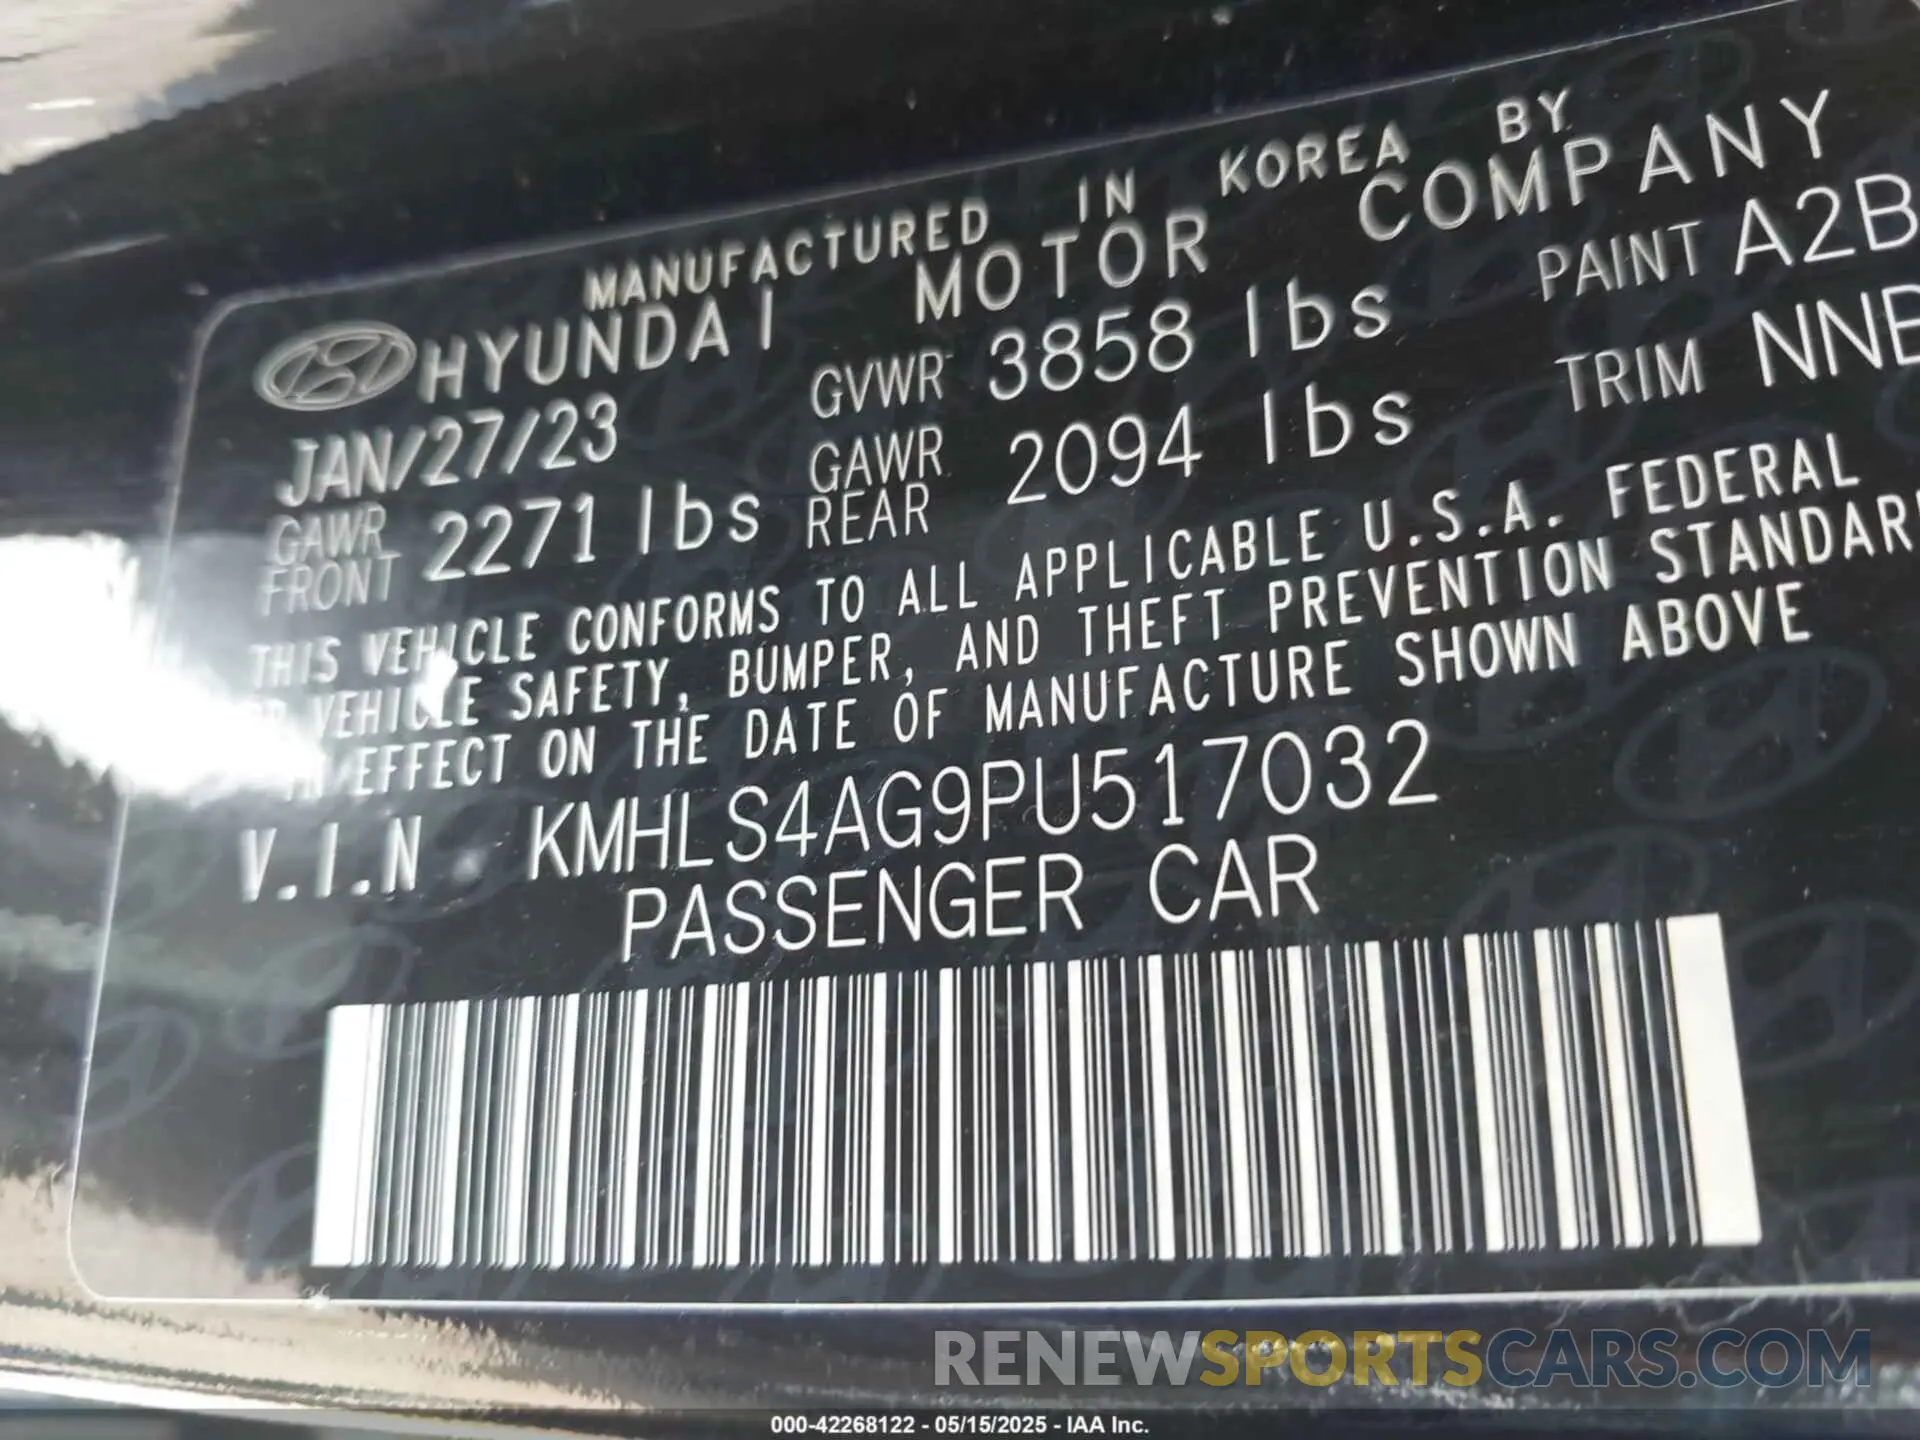 MANUFACTURED IN KOREA BY
HYUNDAI MOTOR COMPANY
JAN/27/23 GVWR 3858 lbs PAINT A2B
GAWR FRONT 2271 lbs GAWR REAR 2094 lbs TRIM NNB
THIS VEHICLE CONFORMS TO ALL APPLICABLE U.S.A. FEDERAL
VEHICLE SAFETY, BUMPER, AND THEFT PREVENTION STANDAR
IN EFFECT ON THE DATE OF MANUFACTURE SHOWN ABOVE
V.I.N. KMHLS4AG9PU517032
PASSENGER CAR
RENEWSPORTSCARS.COM
000-42268122 - 05/15/2025 - IAA Inc.